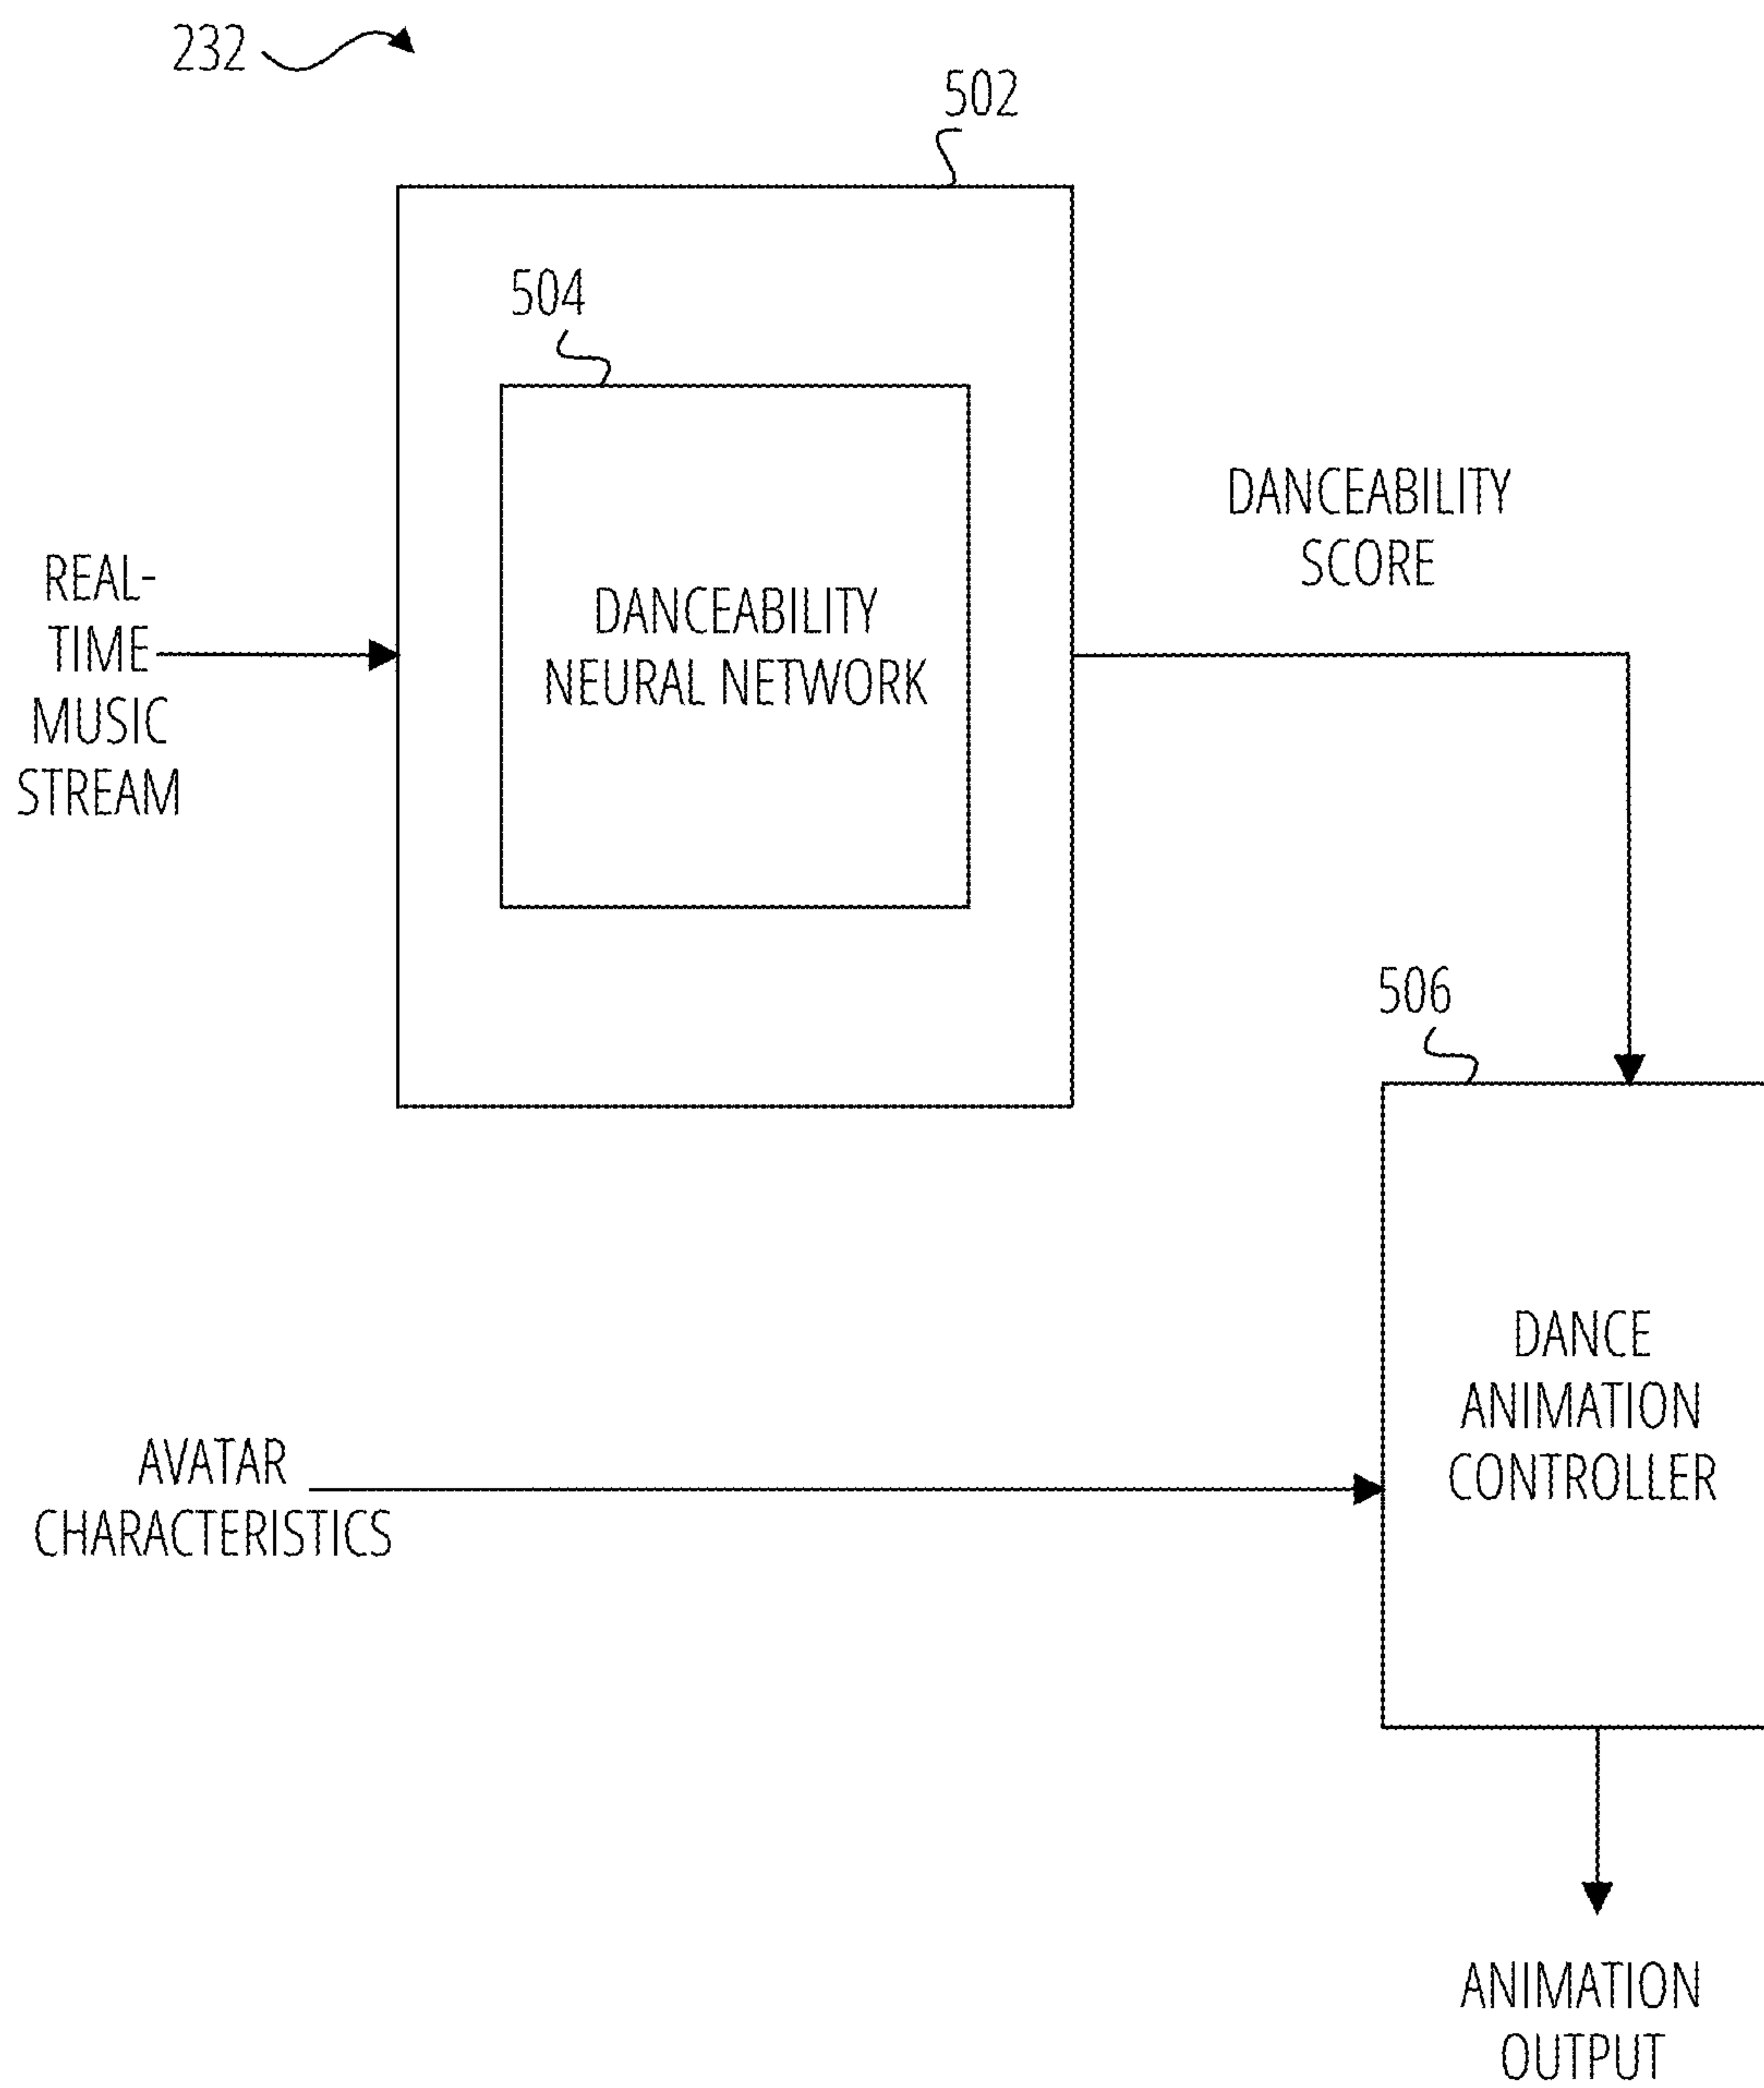 232
502
504
DANCEABILITY
SCORE
REAL-
TIME
MUSIC
STREAM
DANCEABILITY
NEURAL NETWORK
506
DANCE
ANIMATION
CONTROLLER
AVATAR
CHARACTERISTICS
ANIMATION
OUTPUT